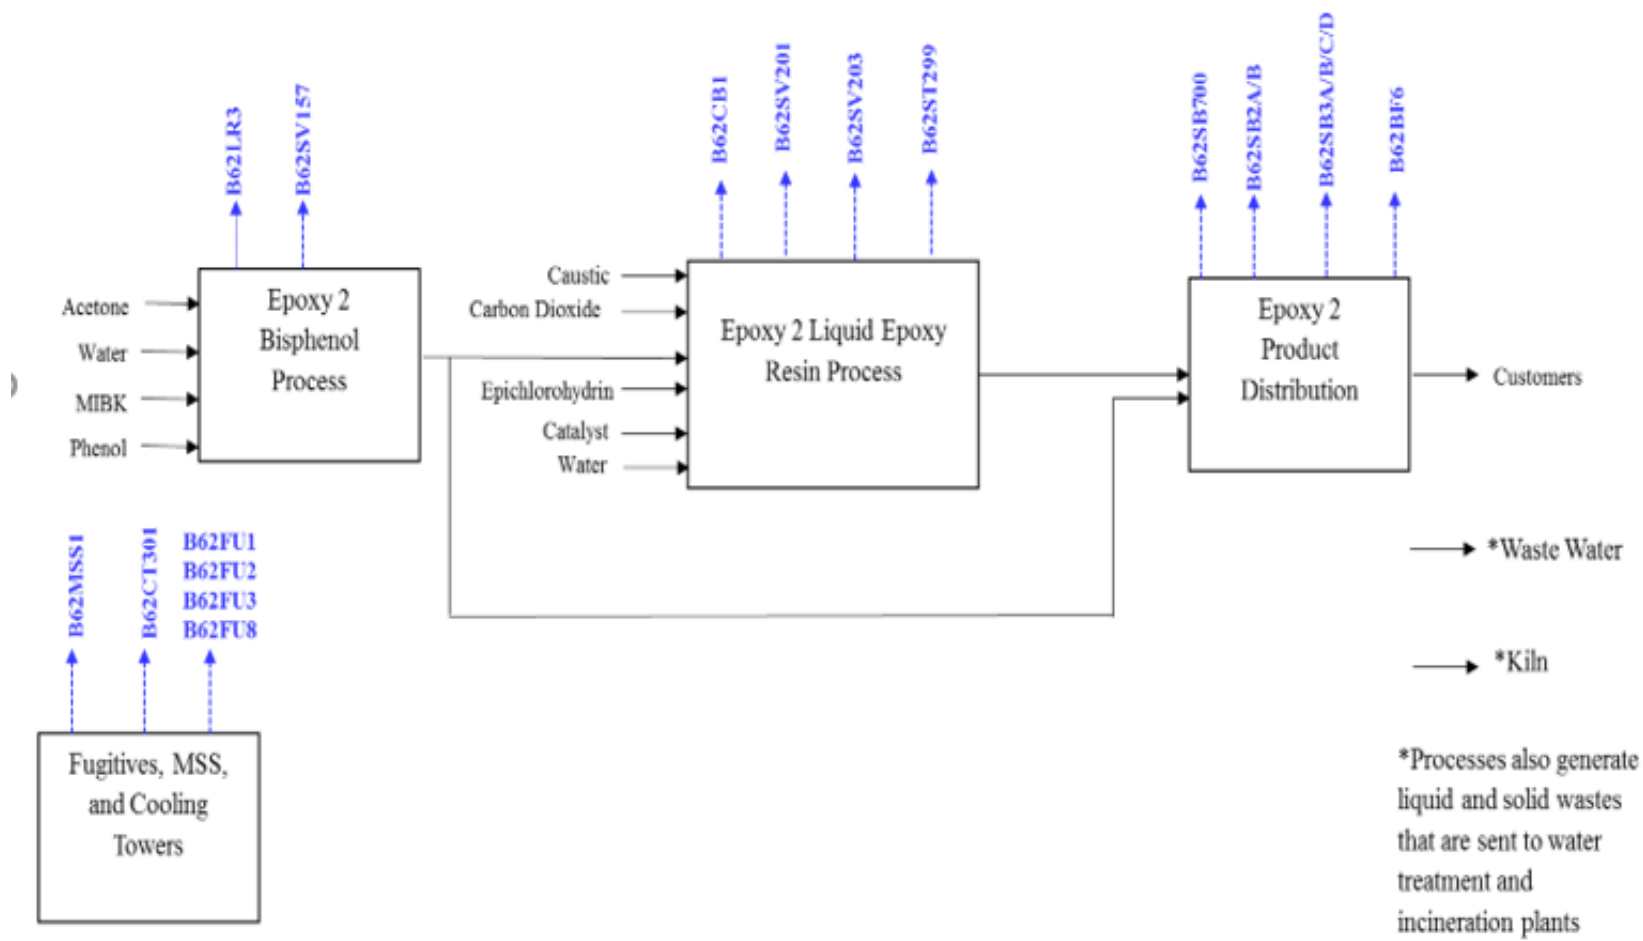 B62LR3
B62SV157
B62CB1
B62SV201
B62SV203
B62ST299
B62SB700
B62SB2A/B
B62SB3A/B/C/D
B62BF6
Acetone
Water
MIBK
Phenol
Epoxy 2
Bisphenol
Process
Caustic
Carbon Dioxide
Epichlorohydrin
Catalyst
Water
Epoxy 2 Liquid Epoxy
Resin Process
Epoxy 2
Product
Distribution
Customers
B62MSS1
B62CT301
B62FU1
B62FU2
B62FU3
B62FU8
Fugitives, MSS,
and Cooling
Towers
*Waste Water
*Kiln
*Processes also generate
liquid and solid wastes
that are sent to water
treatment and
incineration plants